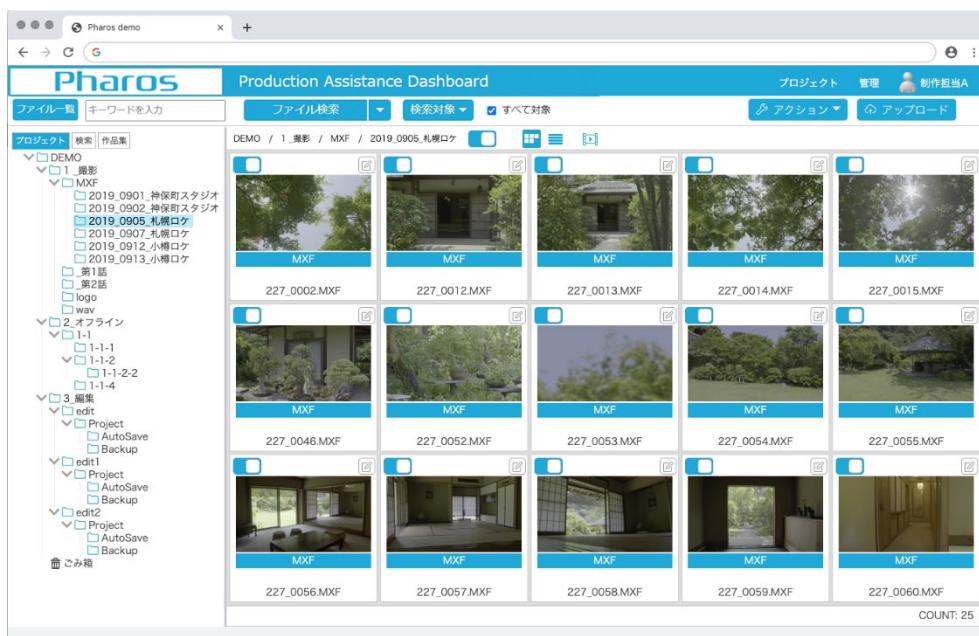 Pharos demo
Pharos
Production Assistance Dashboard
プロジェクト 管理 制作担当A
ファイル一覧 キーワードを入力 ファイル検索 検索対象 すべて対象 アクション アップロード
プロジェクト 検索 作品集
DEMO / 1_撮影 / MXF / 2019_0905_札幌ロケ
DEMO
1_撮影
MXF
2019_0901_神保町スタジオ
2019_0902_神保町スタジオ
2019_0905_札幌ロケ
2019_0907_札幌ロケ
2019_0912_小樽ロケ
2019_0913_小樽ロケ
_第1話
_第2話
logo
wav
2_オフライン
1-1
1-1-1
1-1-2
1-1-2-2
1-1-4
3_編集
edit
Project
AutoSave
Backup
edit1
Project
AutoSave
Backup
edit2
Project
AutoSave
Backup
ごみ箱
MXF MXF MXF MXF MXF
227_0002.MXF 227_0012.MXF 227_0013.MXF 227_0014.MXF 227_0015.MXF
MXF MXF MXF MXF MXF
227_0046.MXF 227_0052.MXF 227_0053.MXF 227_0054.MXF 227_0055.MXF
MXF MXF MXF MXF MXF
227_0056.MXF 227_0057.MXF 227_0058.MXF 227_0059.MXF 227_0060.MXF
COUNT: 25